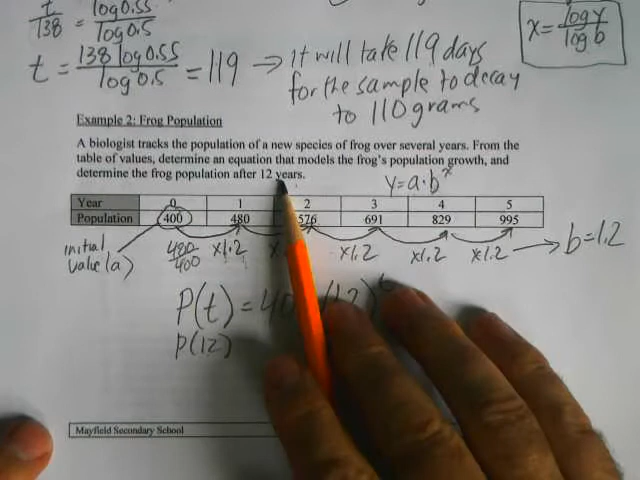 t/138 = log0.55/log0.5
t = 138 log0.55/log0.5 = 119 → it will take 119 days
for the sample to decay
to 110 grams
x = log y/log b
Example 2: Frog Population
A biologist tracks the population of a new species of frog over several years. From the
table of values, determine an equation that models the frog's population growth, and
determine the frog population after 12 years.
y=a·b^x
Year 0 1 2 3 4 5
Population 400 480 576 691 829 995
initial
value (a)
480/400 x1.2 x1.2 x1.2 x1.2 → b=1.2
P(t) = 40
P(12)
Mayfield Secondary School